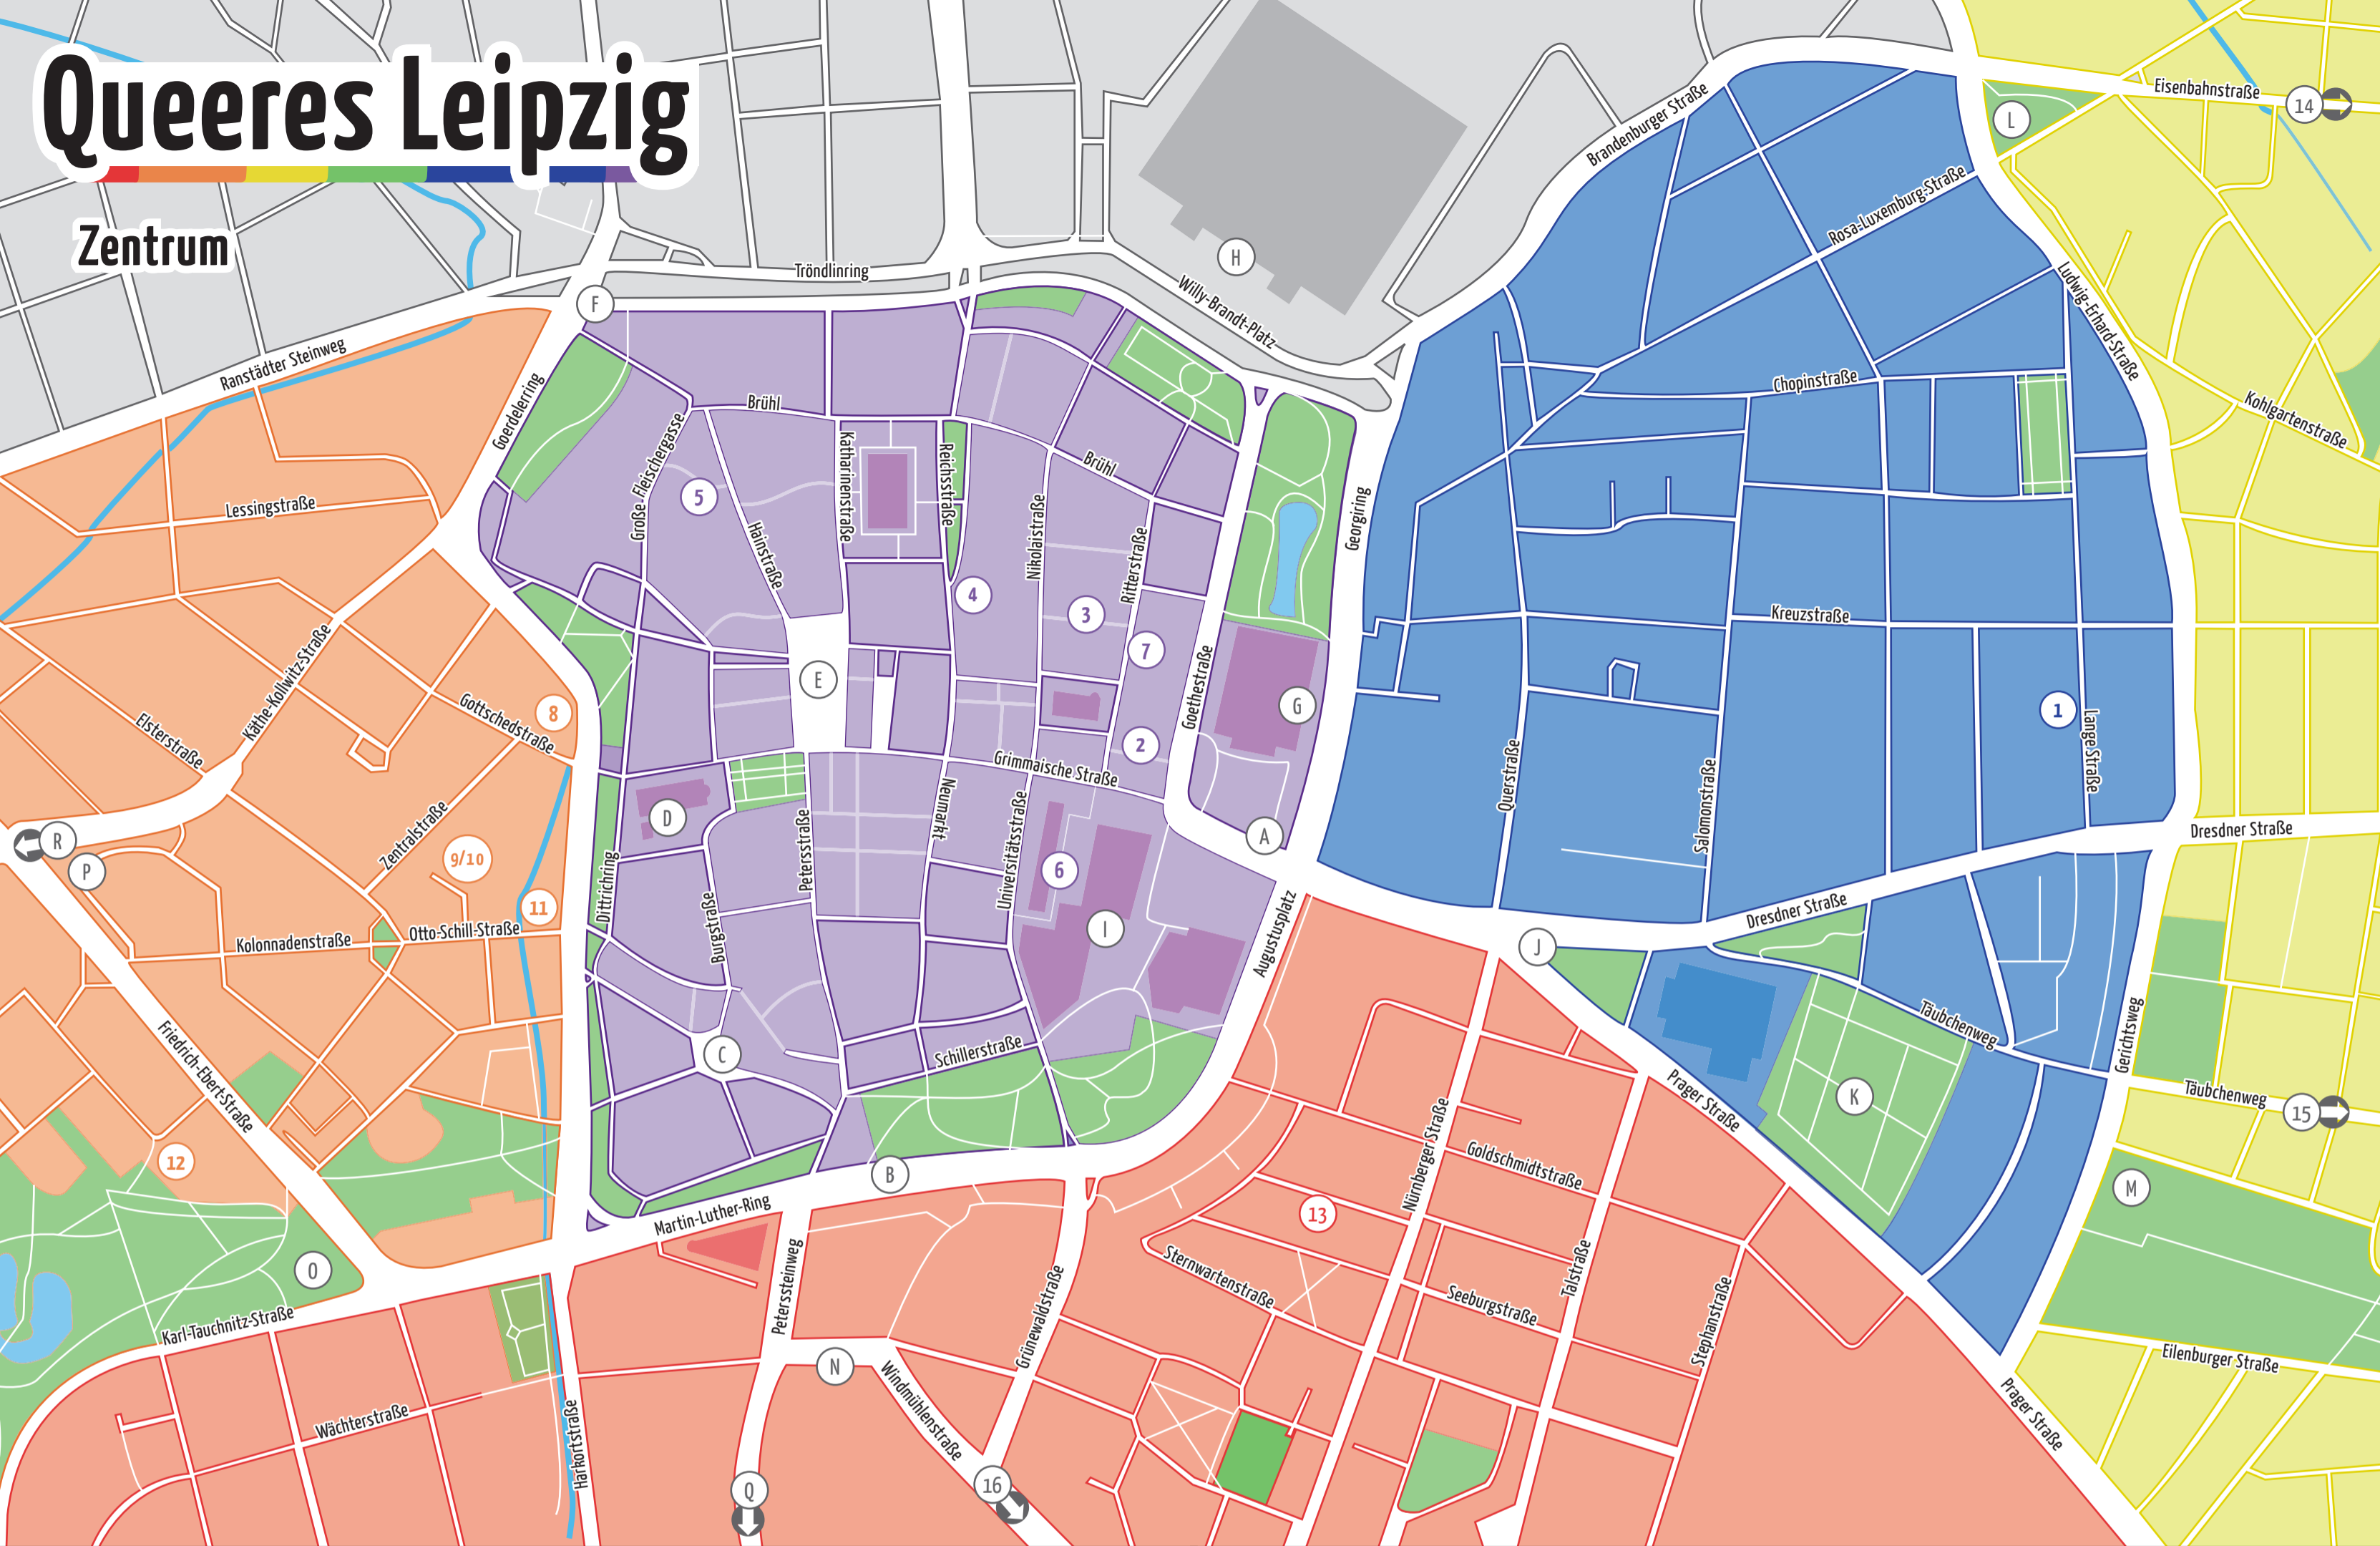 Queeres Leipzig
Zentrum
Eisenbahnstraße
14
L
Brandenburger Straße
H
Tröndlinring
F
Willy-Brandt-Platz
Rosa-Luxemburg-Straße
Ludwig-Erhard-Straße
Ranstädter Steinweg
Goerdelering
Brühl
Chopinstraße
Kohlgartenstraße
Große Fleischergasse
5
Hainstraße
Katharinenstraße
Reichsstraße
Brühl
Nikolaistraße
Ritterstraße
Georgiring
Lessingstraße
4
3
7
Kreuzstraße
Käthe-Kollwitz-Straße
Elsterstraße
Gottschedstraße
8
E
Goethestraße
G
1
Lange Straße
2
Grimmaische Straße
Querstraße
Salomonstraße
D
Petersstraße
Neumarkt
Universitätsstraße
A
Dresdner Straße
R
P
Zentralstraße
9/10
11
Dittrichring
6
Burgstraße
I
Augustusplatz
Dresdner Straße
Kolonnadenstraße
Otto-Schill-Straße
J
Täubchenweg
Gerichtsweg
Friedrich-Ebert-Straße
C
Schillerstraße
Prager Straße
K
Täubchenweg
15
12
B
Nürnberger Straße
Goldschmidtstraße
M
Martin-Luther-Ring
13
O
Peterssteinweg
Sternwartenstraße
Talstraße
Seeburgstraße
Stephanstraße
Karl-Tauchnitz-Straße
Grünewaldstraße
N
Windmühlenstraße
Eilenburger Straße
Prager Straße
Wächterstraße
Harkortstraße
Q
16